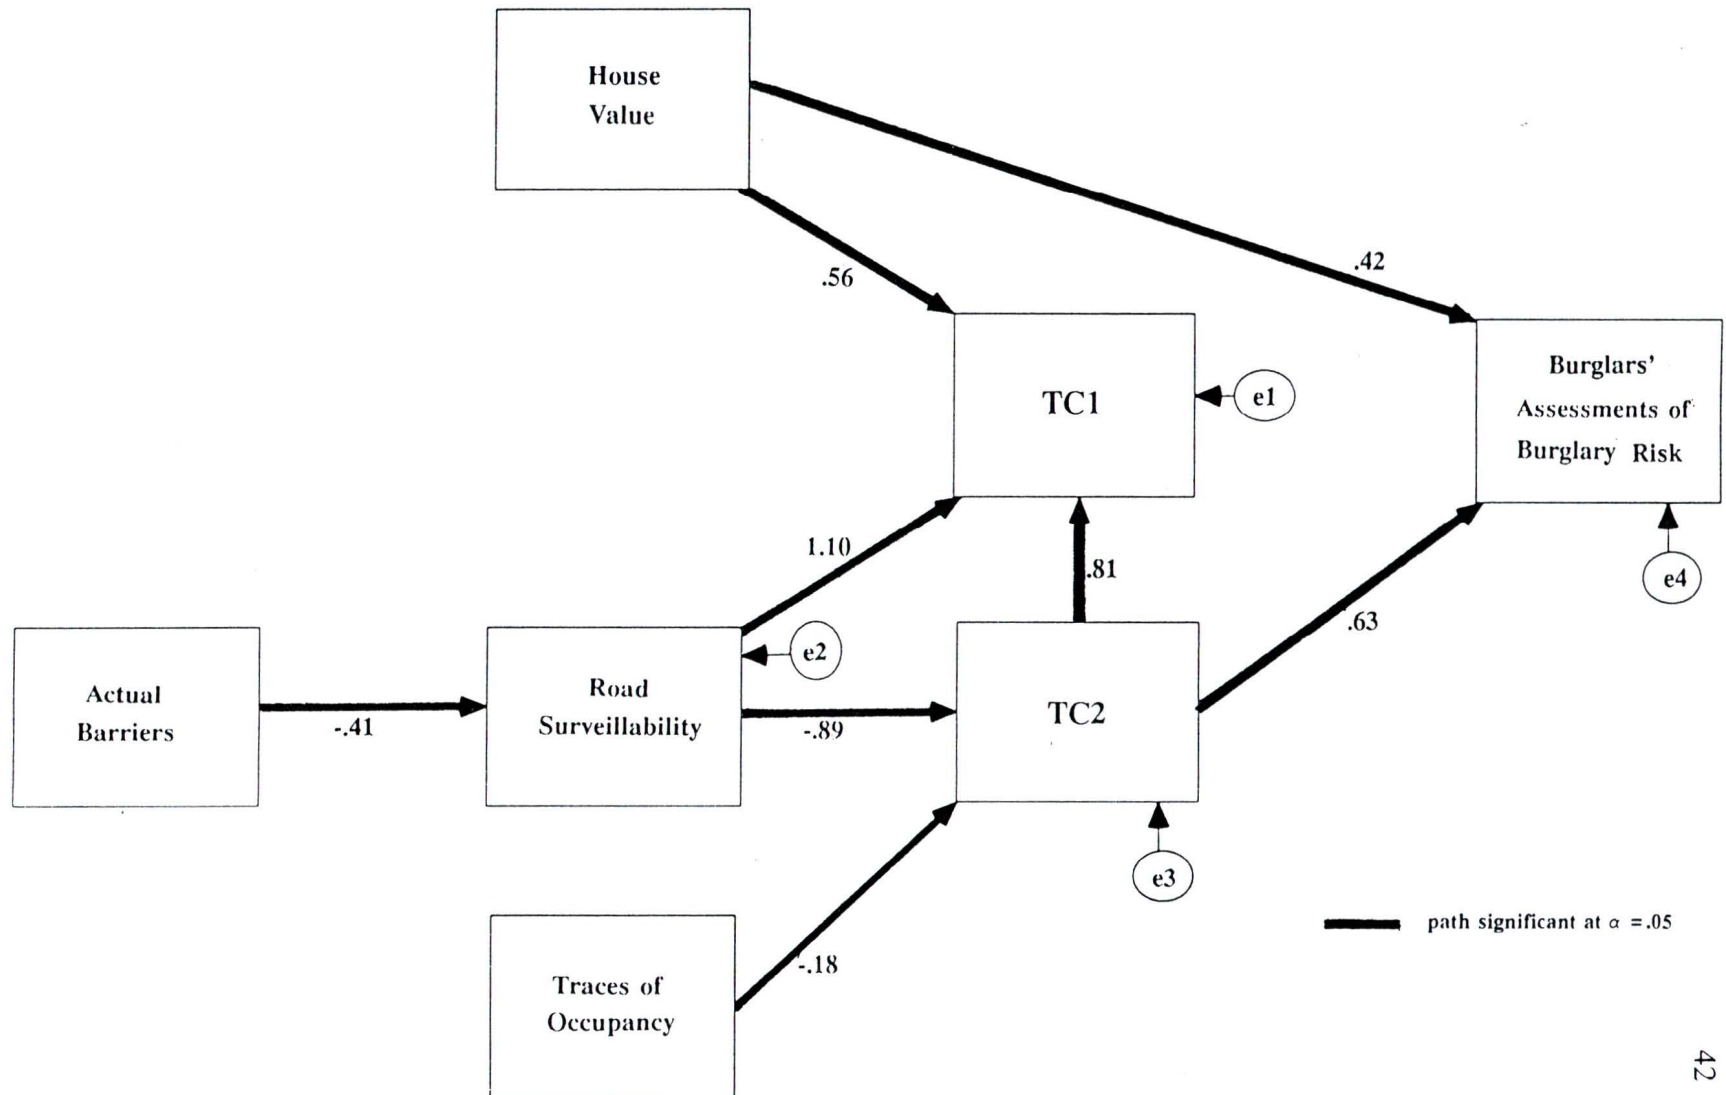 House
Value
.42
.56
TC1
e1
Burglars'
Assessments of
Burglary Risk
1.10
.81
e4
.63
e2
Actual
Barriers
-.41
Road
Surveillability
-.89
TC2
e3
path significant at α = .05
-.18
Traces of
Occupancy
42